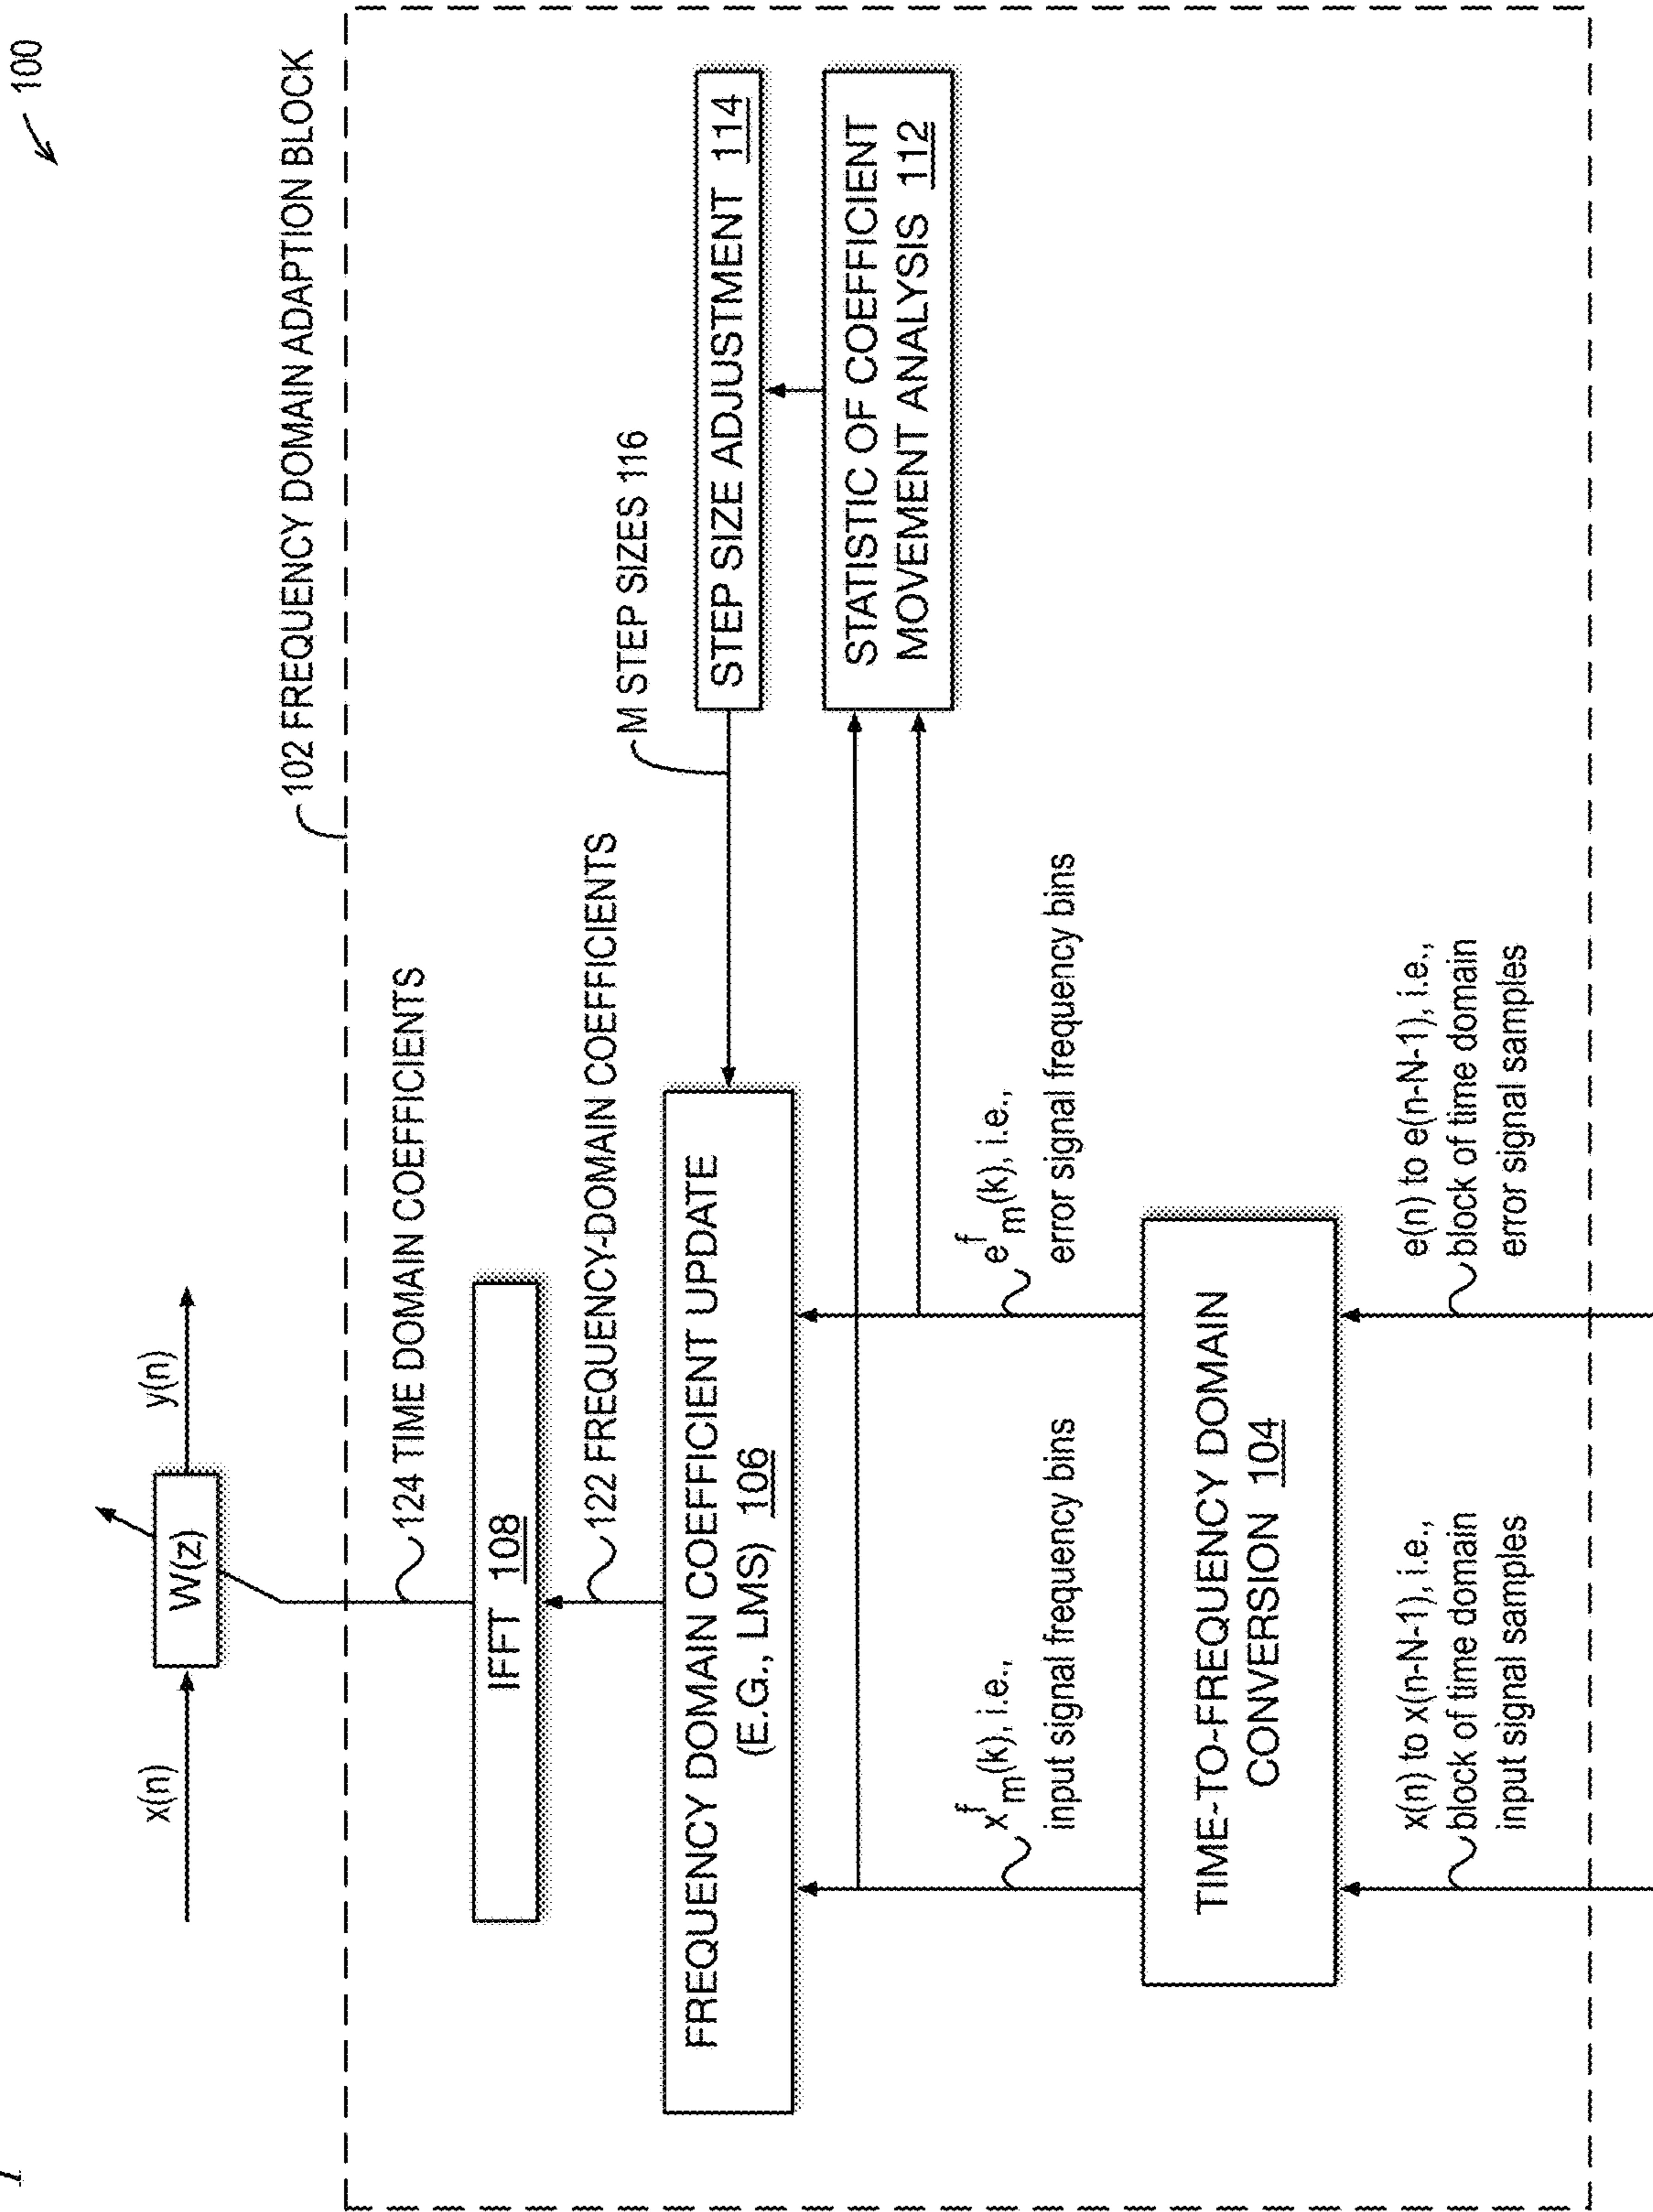 100
102 FREQUENCY DOMAIN ADAPTION BLOCK
x(n)
W(z)
y(n)
124 TIME DOMAIN COEFFICIENTS
IFFT 108
122 FREQUENCY-DOMAIN COEFFICIENTS
M STEP SIZES 116
FREQUENCY DOMAIN COEFFICIENT UPDATE
(E.G., LMS) 106
STEP SIZE ADJUSTMENT 114
STATISTIC OF COEFFICIENT
MOVEMENT ANALYSIS 112
x^f_m(k), i.e.,
input signal frequency bins
e^f_m(k), i.e.,
error signal frequency bins
TIME-TO-FREQUENCY DOMAIN
CONVERSION 104
x(n) to x(n-N-1), i.e.,
block of time domain
input signal samples
e(n) to e(n-N-1), i.e.,
block of time domain
error signal samples